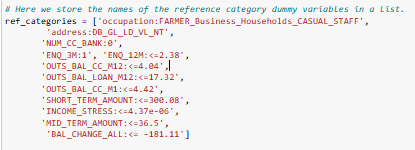 # Here we store the names of the reference category dummy variables in a list.
ref_categories = ['occupation:FARMER_Business_Households_CASUAL_STAFF',
'address:ĐB_GL_LD_VL_NT',
'NUM_CC_BANK:0',
'ENQ_3M:1', 'ENQ_12M:<=2.38',
'OUTS_BAL_CC_M12:<=4.04',
'OUTS_BAL_LOAN_M12:<=17.32',
'OUTS_BAL_CC_M1:<=4.42',
'SHORT_TERM_AMOUNT:<=300.08',
'INCOME_STRESS:<=4.37e-06',
'MID_TERM_AMOUNT:<=36.5',
'BAL_CHANGE_ALL:<= -181.11']